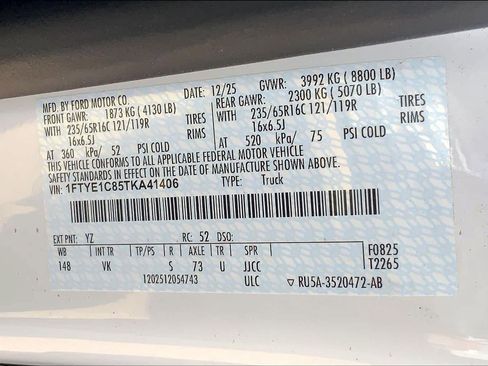 MFD. BY FORD MOTOR CO.
12/25 GVWR: 3992 KG ( 8800 LB)
FRONT GAWR: 1873 KG ( 4130 LB)
REAR GAWR: 2300 KG ( 5070 LB)
WITH 235/65R16C 121/119R TIRES
WITH 235/65R16C 121/119R TIRES
16x6.5J RIMS
16x6.5J RIMS
AT 360 kPa/ 52 PSI COLD
AT 520 kPa/ 75 PSI COLD
THIS VEHICLE CONFORMS TO ALL APPLICABLE FEDERAL MOTOR VEHICLE
SAFETY STANDARDS IN EFFECT ON THE DATE OF MANUFACTURE SHOWN ABOVE.
VIN: 1FTYE1C85TKA41406 TYPE: Truck
EXT PNT: YZ RC: 52 DSO:
WB INT TR TP/PS R AXLE TR SPR F0825
148 VK S 73 U JJCC T2265
1202512054743 ULC RU5A-3520472-AB